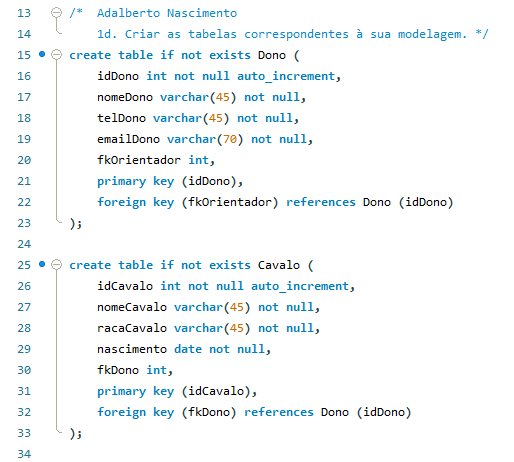 13 /*  Adalberto Nascimento
14     1d. Criar as tabelas correspondentes à sua modelagem. */
15 create table if not exists Dono (
16     idDono int not null auto_increment,
17     nomeDono varchar(45) not null,
18     telDono varchar(45) not null,
19     emailDono varchar(70) not null,
20     fkOrientador int,
21     primary key (idDono),
22     foreign key (fkOrientador) references Dono (idDono)
23 );
24
25 create table if not exists Cavalo (
26     idCavalo int not null auto_increment,
27     nomeCavalo varchar(45) not null,
28     racaCavalo varchar(45) not null,
29     nascimento date not null,
30     fkDono int,
31     primary key (idCavalo),
32     foreign key (fkDono) references Dono (idDono)
33 );
34